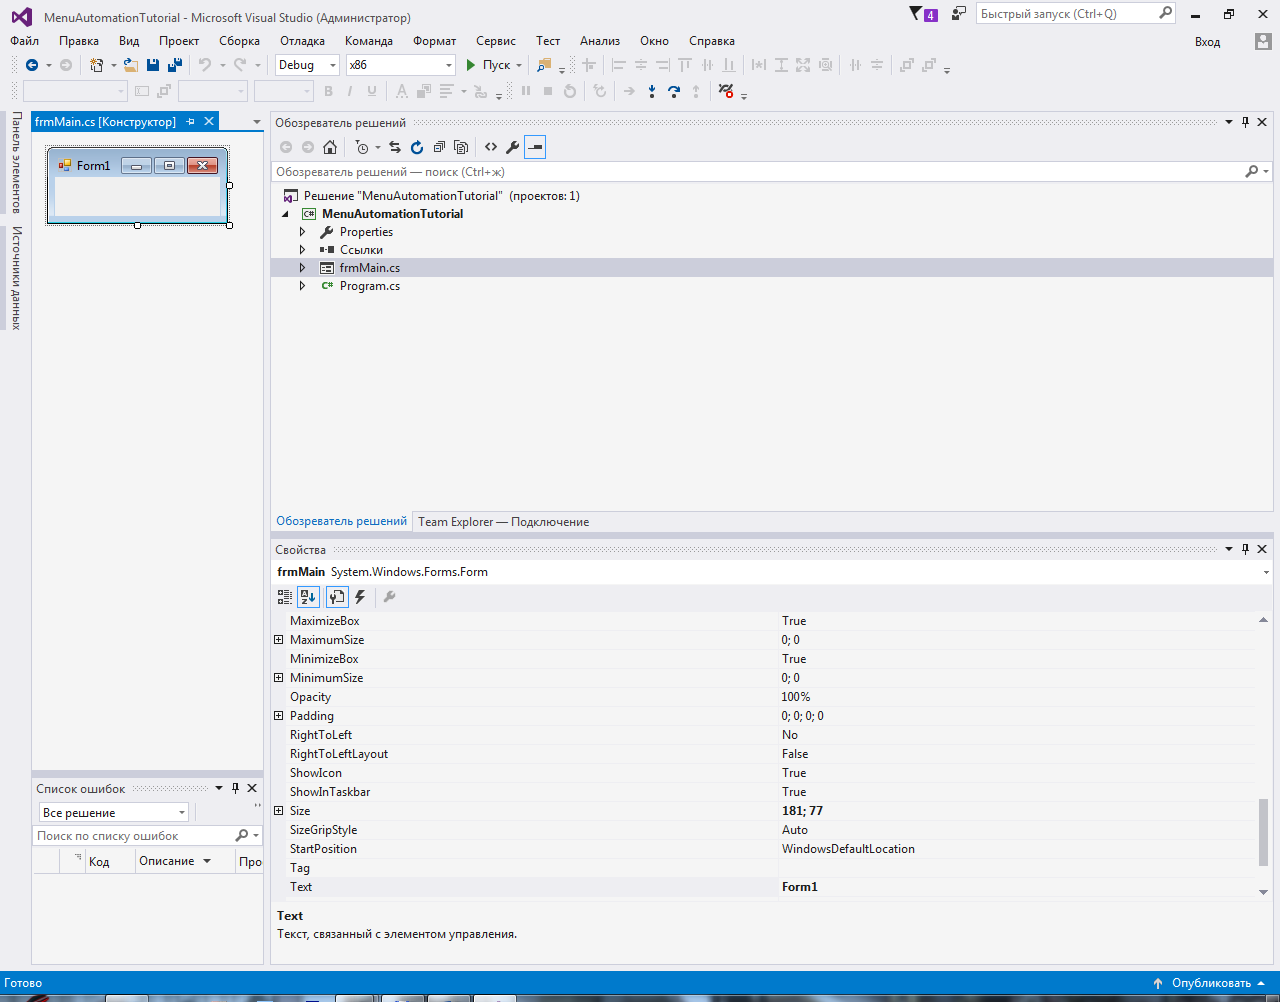 MenuAutomationTutorial - Microsoft Visual Studio (Администратор)
4
Быстрый запуск (Ctrl+Q)
Файл Правка Вид Проект Сборка Отладка Команда Формат Сервис Тест Анализ Окно Справка Вход
Debug x86 Пуск
Панель элементов
Источники данных
frmMain.cs [Конструктор]
Form1
Обозреватель решений
Обозреватель решений — поиск (Ctrl+ж)
Решение "MenuAutomationTutorial" (проектов: 1)
MenuAutomationTutorial
Properties
Ссылки
frmMain.cs
Program.cs
Обозреватель решений Team Explorer — Подключение
Свойства
frmMain System.Windows.Forms.Form
MaximizeBox True
MaximumSize 0; 0
MinimizeBox True
MinimumSize 0; 0
Opacity 100%
Padding 0; 0; 0; 0
RightToLeft No
RightToLeftLayout False
ShowIcon True
ShowInTaskbar True
Size 181; 77
SizeGripStyle Auto
StartPosition WindowsDefaultLocation
Tag
Text Form1
Text
Текст, связанный с элементом управления.
Список ошибок
Все решение
Поиск по списку ошибок
Код Описание Про
Готово
Опубликовать